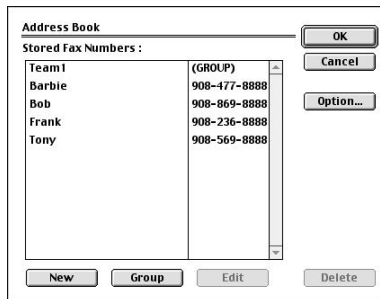 Address Book
OK
Stored Fax Numbers :
Cancel
Team1 (GROUP)
Barbie 908-477-8888
Bob 908-869-8888
Option...
Frank 908-236-8888
Tony 908-569-8888
New Group Edit Delete